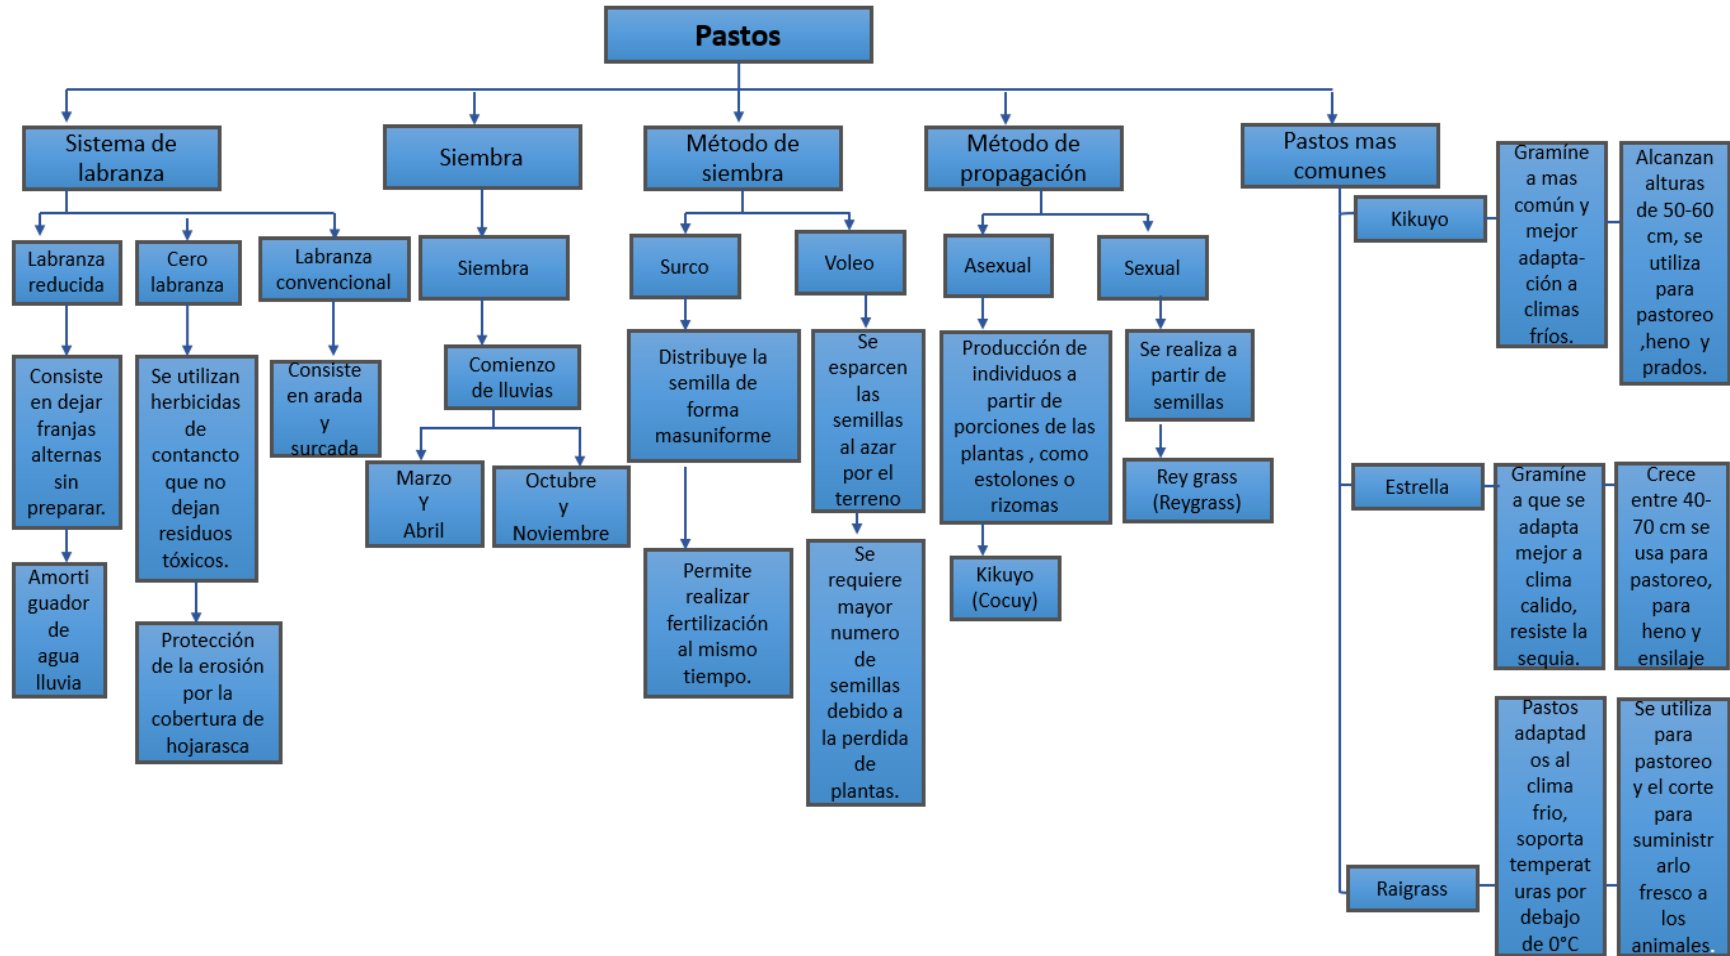 Pastos
Sistema de
labranza
Siembra
Método de
siembra
Método de
propagación
Pastos mas
comunes
Labranza
reducida
Cero
labranza
Labranza
convencional
Siembra
Surco
Voleo
Asexual
Sexual
Kikuyo
Gramíne
a mas
común y
mejor
adapta-
ción a
climas
fríos.
Alcanzan
alturas
de 50-60
cm, se
utiliza
para
pastoreo
,heno y
prados.
Consiste
en dejar
franjas
alternas
sin
preparar.
Se utilizan
herbicidas
de
contancto
que no
dejan
residuos
tóxicos.
Consiste
en arada
y
surcada
Comienzo
de lluvias
Distribuye la
semilla de
forma
masuniforme
Se
esparcen
las
semillas
al azar
por el
terreno
Producción de
individuos a
partir de
porciones de las
plantas , como
estolones o
rizomas
Se realiza a
partir de
semillas
Marzo
Y
Abril
Octubre
y
Noviembre
Rey grass
(Reygrass)
Estrella
Gramíne
a que se
adapta
mejor a
clima
calido,
resiste la
sequia.
Crece
entre 40-
70 cm se
usa para
pastoreo,
para
heno y
ensilaje
Amorti
guador
de
agua
lluvia
Protección
de la erosión
por la
cobertura de
hojarasca
Permite
realizar
fertilización
al mismo
tiempo.
Se
requiere
mayor
numero
de
semillas
debido a
la perdida
de
plantas.
Kikuyo
(Cocuy)
Raigrass
Pastos
adaptad
os al
clima
frio,
soporta
temperat
uras por
debajo
de 0°C
Se utiliza
para
pastoreo
y el corte
para
suministr
arlo
fresco a
los
animales.